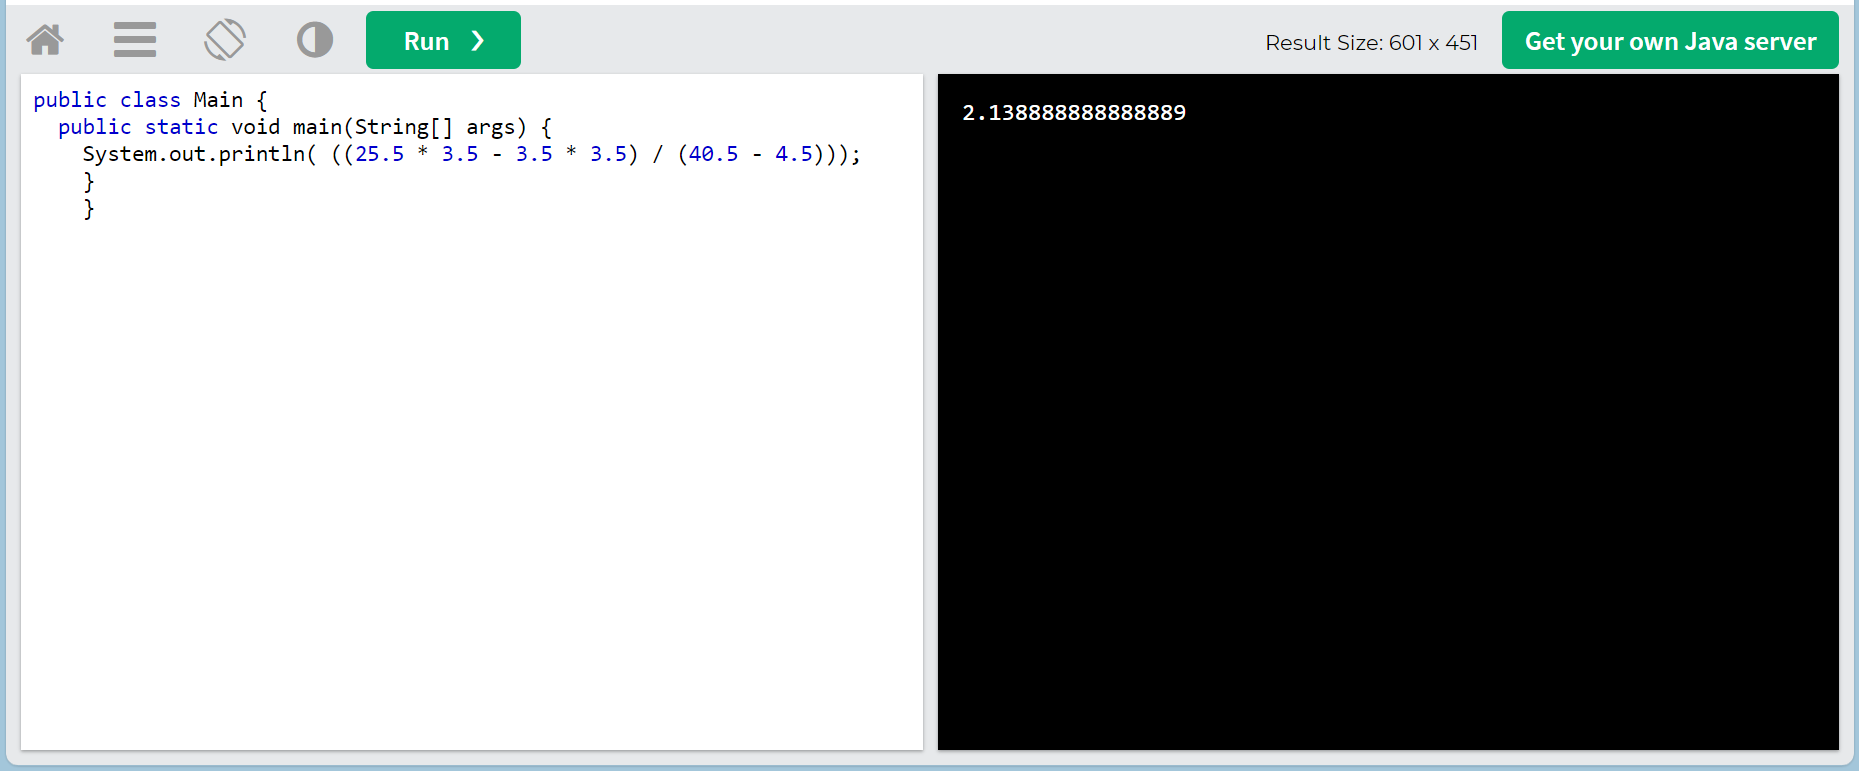 Run ❯
Result Size: 601 x 451
Get your own Java server
public class Main {
  public static void main(String[] args) {
    System.out.println( ((25.5 * 3.5 - 3.5 * 3.5) / (40.5 - 4.5)));
    }
    }
2.138888888888889